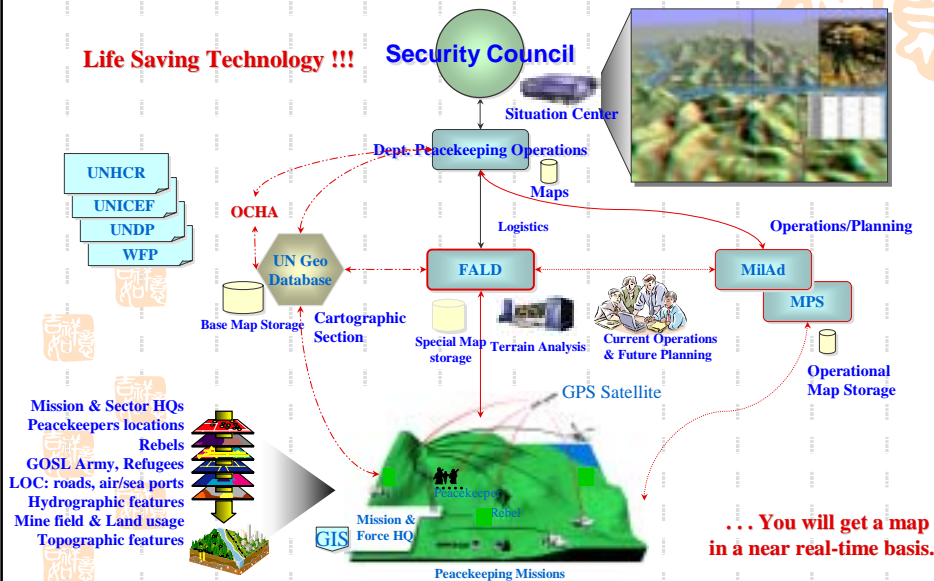 Life Saving Technology !!!
Security Council
Situation Center
Dept. Peacekeeping Operations
Maps
UNHCR
UNICEF
UNDP
WFP
OCHA
Logistics
Operations/Planning
UN Geo
Database
FALD
MilAd
MPS
Base Map Storage
Cartographic
Section
Special Map
storage
Terrain Analysis
Current Operations
& Future Planning
Operational
Map Storage
GPS Satellite
Mission & Sector HQs
Peacekeepers locations
Rebels
GOSL Army, Refugees
LOC: roads, air/sea ports
Hydrographic features
Mine field & Land usage
Topographic features
Peacekeeper
Rebel
GIS
Mission &
Force HQ
Peacekeeping Missions
. . . You will get a map
in a near real-time basis.